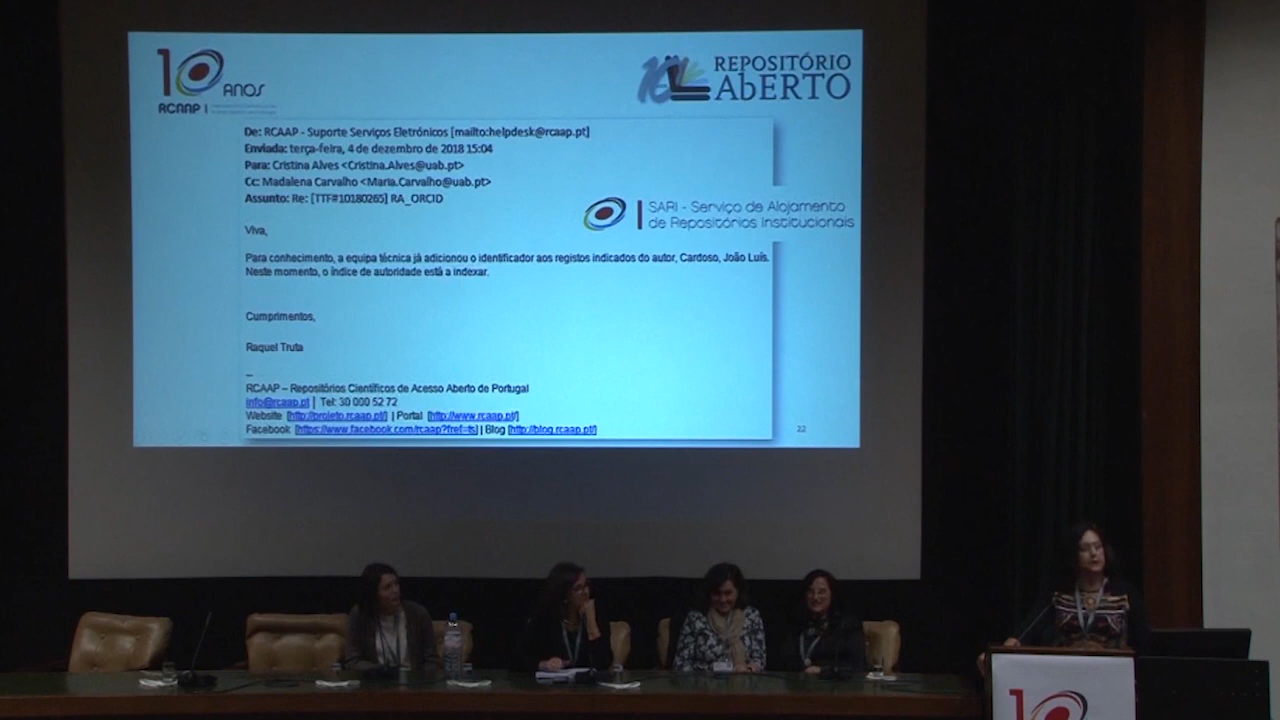 10 ANOS
RCAAP
REPOSITÓRIO
AbERTO
De: RCAAP - Suporte Serviços Eletrónicos [mailto:helpdesk@rcaap.pt]
Enviada: terça-feira, 4 de dezembro de 2018 15:04
Para: Cristina Alves <Cristina.Alves@uab.pt>
Cc: Madalena Carvalho <Maria.Carvalho@uab.pt>
Assunto: Re: [TTF#10180265] RA_ORCID
SARI - Serviço de Alojamento
de Repositórios Institucionais
Viva,
Para conhecimento, a equipa técnica já adicionou o identificador aos registos indicados do autor, Cardoso, João Luís.
Neste momento, o índice de autoridade está a indexar.
Cumprimentos,
Raquel Truta
--
RCAAP – Repositórios Científicos de Acesso Aberto de Portugal
info@rcaap.pt | Tel: 30 000 52 72
Website [http://projeto.rcaap.pt/] | Portal [http://www.rcaap.pt/]
Facebook [https://www.facebook.com/rcaap?fref=ts] | Blog [http://blog.rcaap.pt/]
22
10